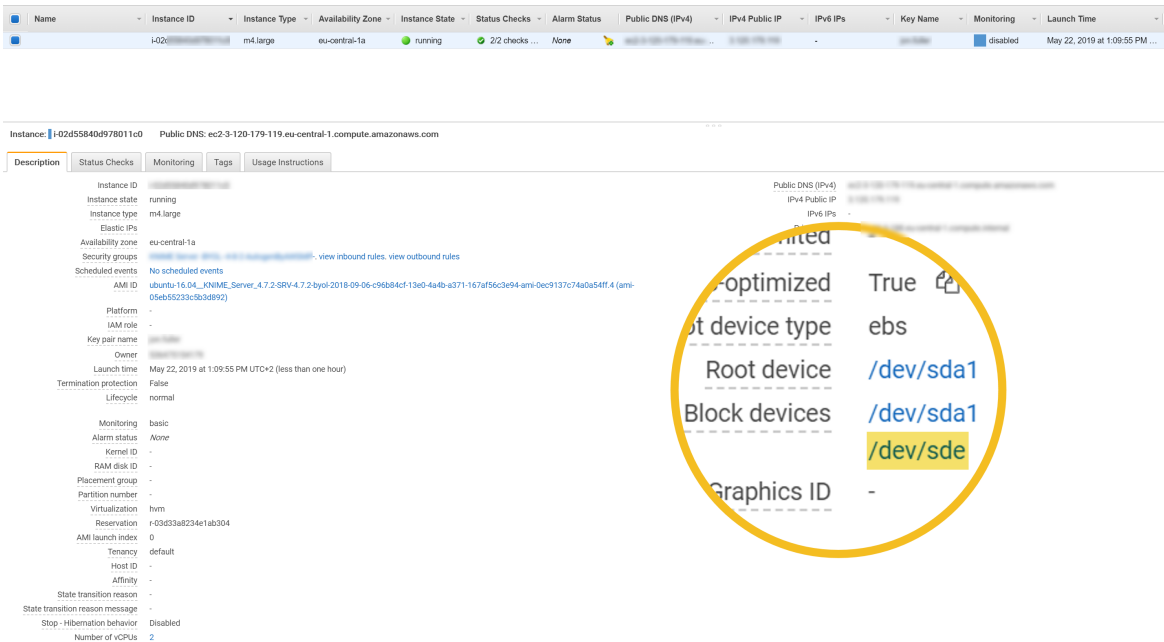 Name Instance ID Instance Type Availability Zone Instance State Status Checks Alarm Status Public DNS (IPv4) IPv4 Public IP IPv6 IPs Key Name Monitoring Launch Time
i-02 m4.large eu-central-1a running 2/2 checks ... None - disabled May 22, 2019 at 1:09:55 PM ...
Instance: i-02d55840d978011c0 Public DNS: ec2-3-120-179-119.eu-central-1.compute.amazonaws.com
Description Status Checks Monitoring Tags Usage Instructions
Instance ID
Instance state running
Instance type m4.large
Elastic IPs
Availability zone eu-central-1a
Security groups . view inbound rules. view outbound rules
Scheduled events No scheduled events
AMI ID ubuntu-16.04__KNIME_Server_4.7.2-SRV-4.7.2-byol-2018-09-06-c96b84cf-13e0-4a4b-a371-167af56c3e94-ami-0ec9137c74a0a54ff.4 (ami-
05eb55233c5b3d892)
Platform -
IAM role -
Key pair name
Owner
Launch time May 22, 2019 at 1:09:55 PM UTC+2 (less than one hour)
Termination protection False
Lifecycle normal
Monitoring basic
Alarm status None
Kernel ID -
RAM disk ID -
Placement group -
Partition number -
Virtualization hvm
Reservation r-03d33a8234e1ab304
AMI launch index 0
Tenancy default
Host ID -
Affinity -
State transition reason -
State transition reason message -
Stop - Hibernation behavior Disabled
Number of vCPUs 2
Public DNS (IPv4)
IPv4 Public IP
IPv6 IPs -
-optimized True
device type ebs
Root device /dev/sda1
Block devices /dev/sda1
/dev/sde
Graphics ID -